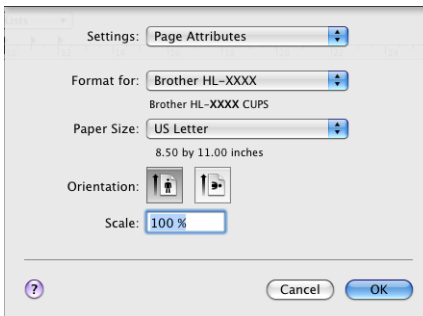 Settings: Page Attributes
Format for: Brother HL-XXXX
Brother HL-XXXX CUPS
Paper Size: US Letter
8.50 by 11.00 inches
Orientation:
Scale: 100 %
? Cancel OK